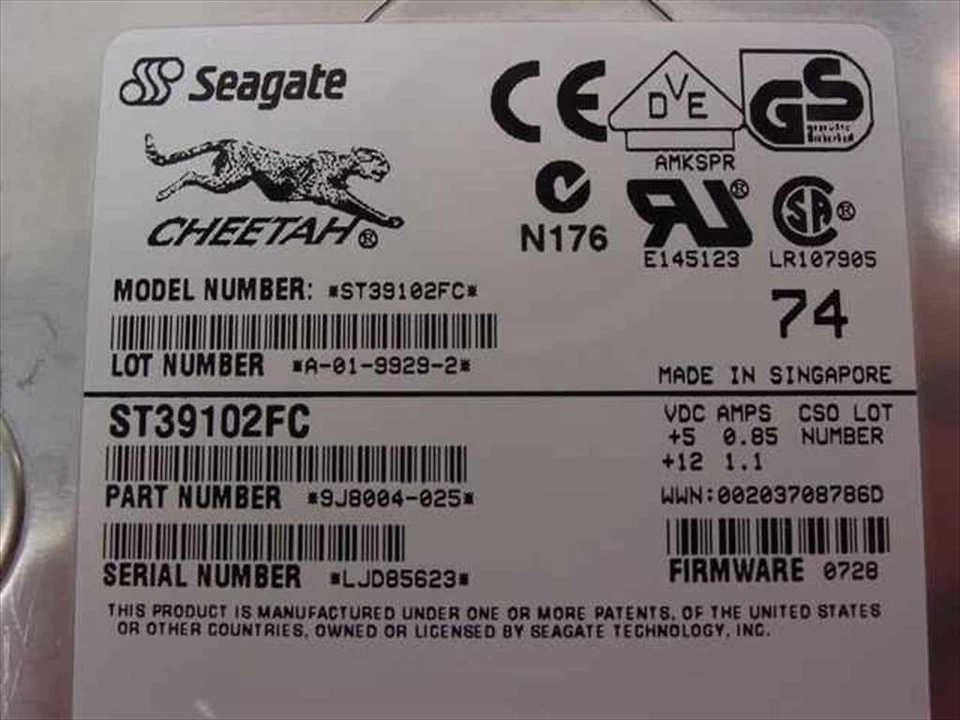 Seagate
CHEETAH®
CE
DVE
AMKSPR
GS
N176
®
E145123
SA®
LR107905
MODEL NUMBER: *ST39102FC*
74
LOT NUMBER *A-01-9929-2*
MADE IN SINGAPORE
ST39102FC
VDC AMPS CSO LOT
+5 0.85 NUMBER
+12 1.1
PART NUMBER *9J8004-025*
WWN:00203708786D
SERIAL NUMBER *LJD85623*
FIRMWARE 0728
THIS PRODUCT IS MANUFACTURED UNDER ONE OR MORE PATENTS, OF THE UNITED STATES
OR OTHER COUNTRIES, OWNED OR LICENSED BY SEAGATE TECHNOLOGY, INC.